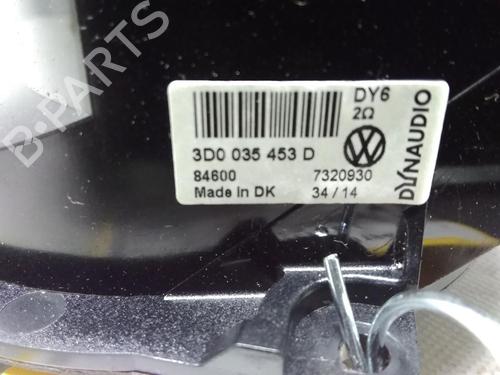 DY6
2Ω
3D0 035 453 D
84600 7320930
Made in DK 34/14
DYNAUDIO
B-PARTS